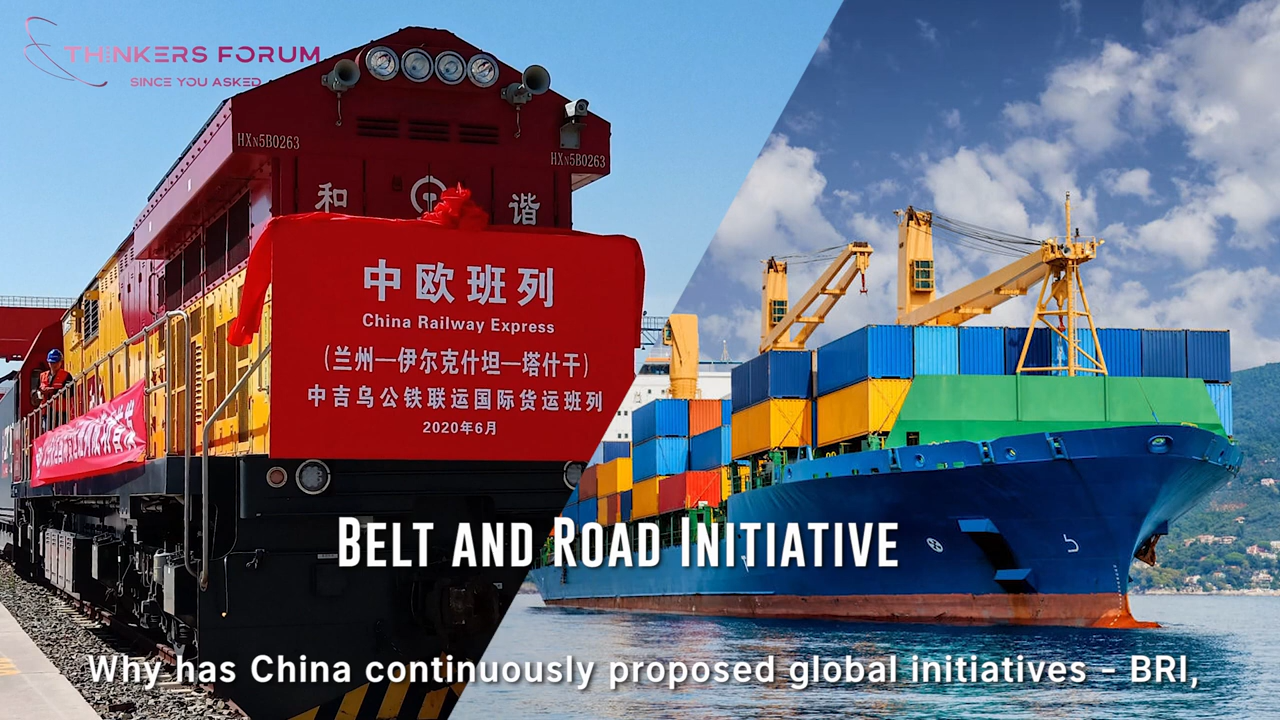 THINKERS FORUM
SINCE YOU ASKED
HXN5B0263
HXN5B0263
和 谐
中欧班列
China Railway Express
(兰州—伊尔克什坦—塔什干)
中吉乌公铁联运国际货运班列
2020年6月
BELT AND ROAD INITIATIVE
Why has China continuously proposed global initiatives – BRI,